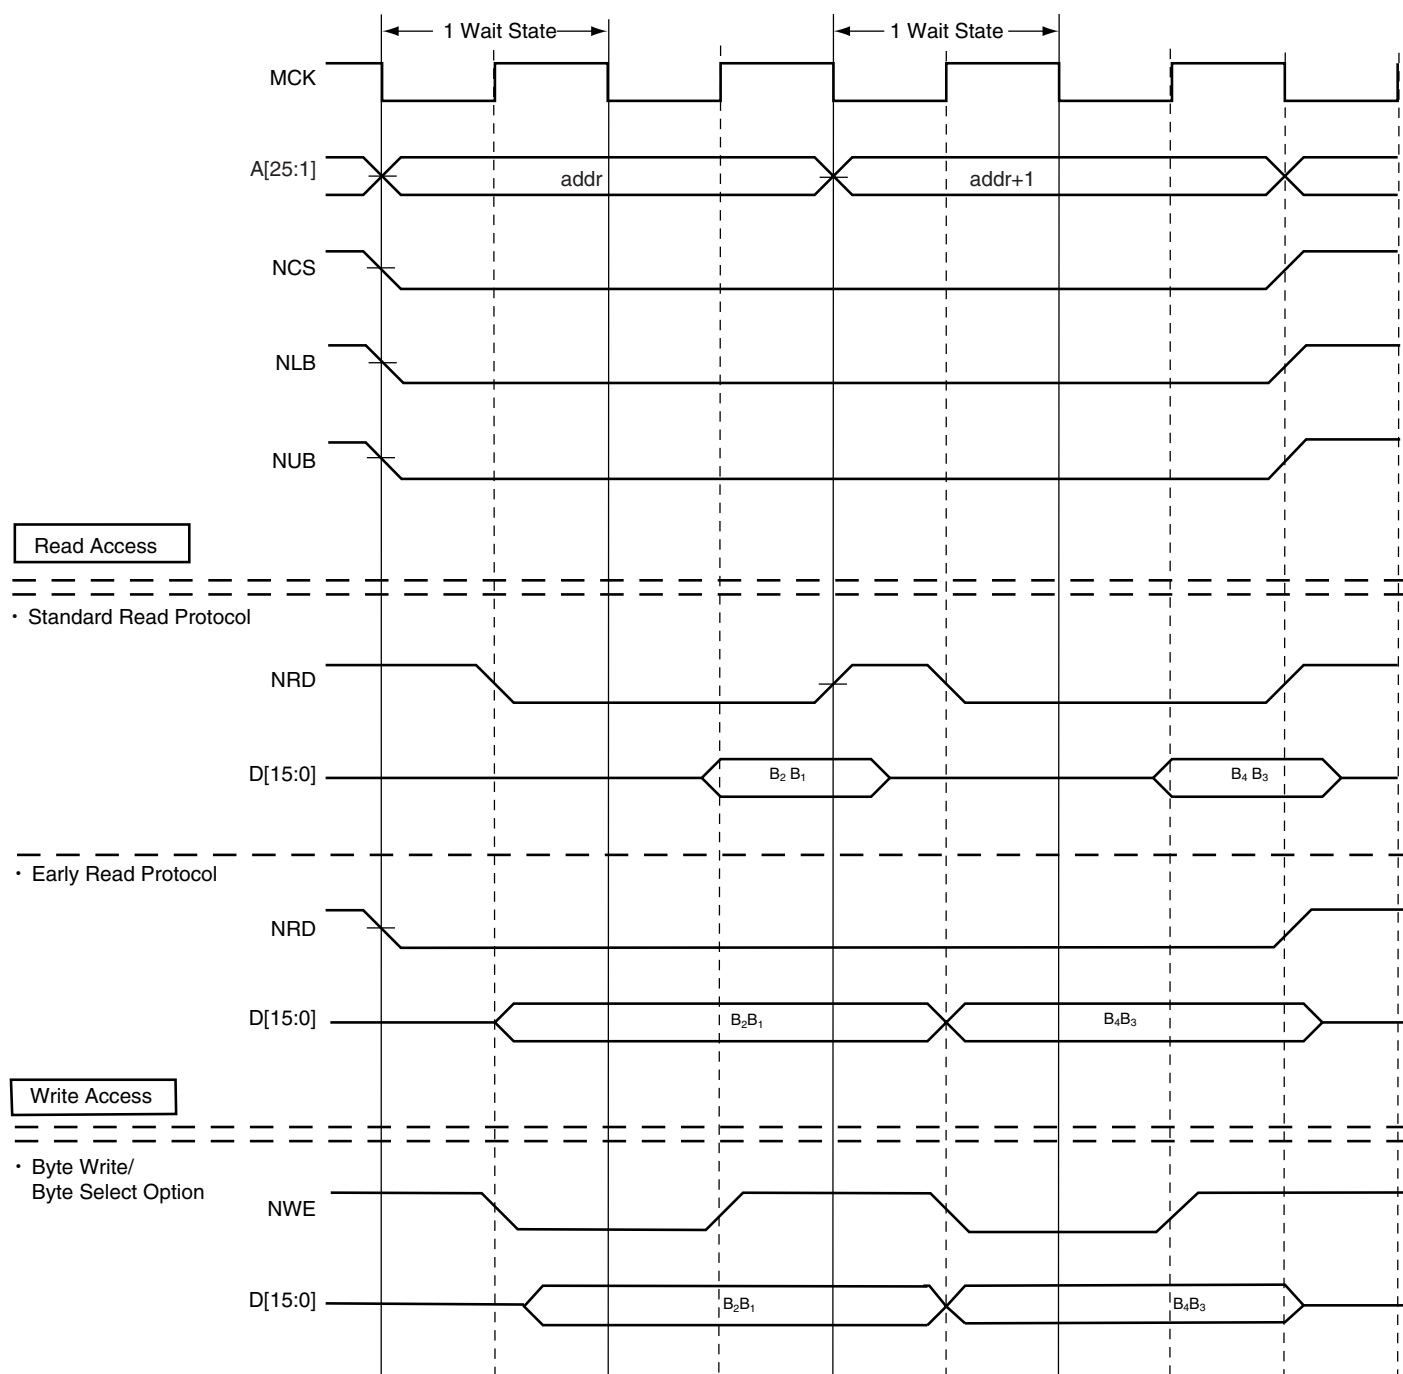 1 Wait State 1 Wait State
MCK
A[25:1] addr addr+1
NCS
NLB
NUB
Read Access
· Standard Read Protocol
NRD
D[15:0] B₂ B₁ B₄ B₃
· Early Read Protocol
NRD
D[15:0] B₂B₁ B₄B₃
Write Access
· Byte Write/
Byte Select Option
NWE
D[15:0] B₂B₁ B₄B₃